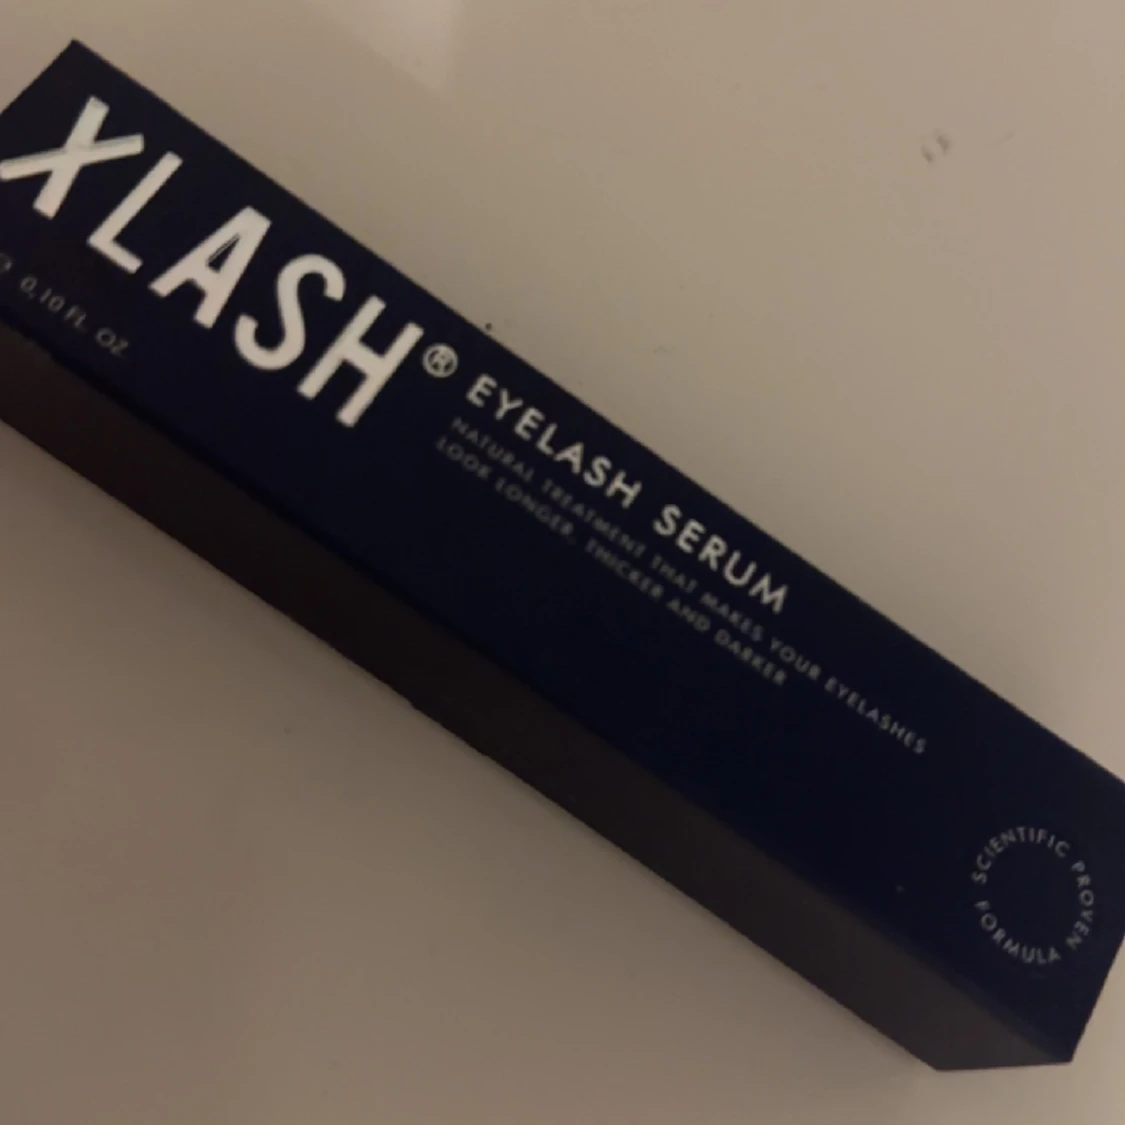 XLASH®
0,10 FL. OZ.
EYELASH SERUM
NATURAL TREATMENT THAT MAKES YOUR EYELASHES
LOOK LONGER, THICKER AND DARKER
SCIENTIFIC PROVEN FORMULA